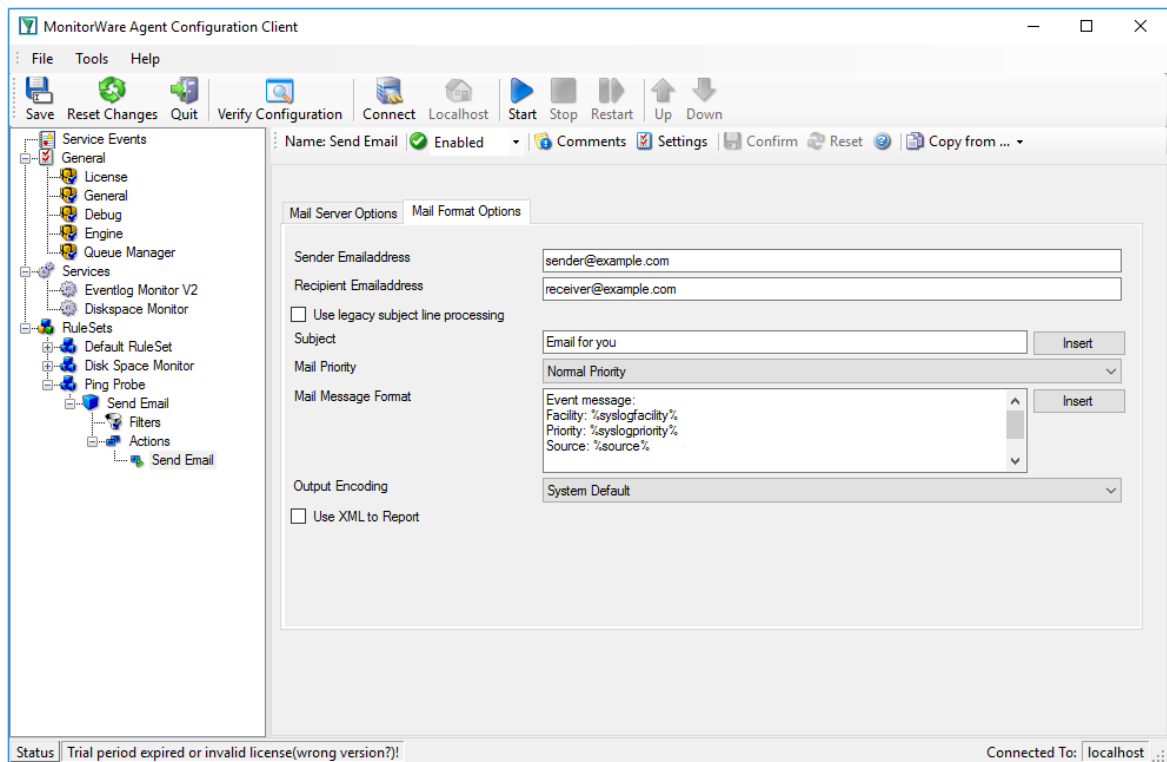 MonitorWare Agent Configuration Client
File Tools Help
Save Reset Changes Quit Verify Configuration Connect Localhost Start Stop Restart Up Down
Service Events
General
License
General
Debug
Engine
Queue Manager
Services
Eventlog Monitor V2
Diskspace Monitor
RuleSets
Default RuleSet
Disk Space Monitor
Ping Probe
Send Email
Filters
Actions
Send Email
Name: Send Email Enabled Comments Settings Confirm Reset Copy from ...
Mail Server Options Mail Format Options
Sender Emailaddress sender@example.com
Recipient Emailaddress receiver@example.com
Use legacy subject line processing
Subject Email for you Insert
Mail Priority Normal Priority
Mail Message Format Event message: Insert
Facility: %syslogfacility%
Priority: %syslogpriority%
Source: %source%
Output Encoding System Default
Use XML to Report
Status Trial period expired or invalid license(wrong version?)! Connected To: localhost